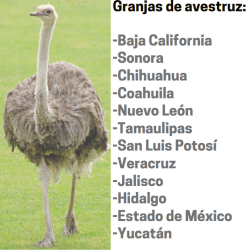 Granjas de avestruz:
-Baja California
-Sonora
-Chihuahua
-Coahuila
-Nuevo León
-Tamaulipas
-San Luis Potosí
-Veracruz
-Jalisco
-Hidalgo
-Estado de México
-Yucatán